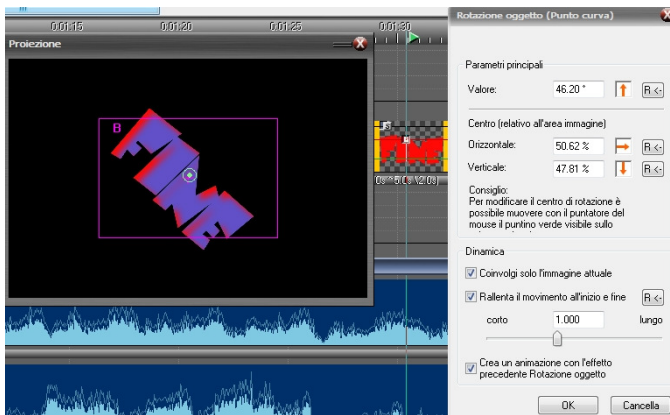 0:01:15 0:01:20 0:01:25 0:01:30
Proiezione
B
Rotazione oggetto (Punto curva)
Parametri principali
Valore: 46.20 ° R <-
Centro (relativo all'area immagine)
Orizzontale: 50.62 % R <-
Verticale: 47.81 % R <-
Consiglio:
Per modificare il centro di rotazione è
possibile muovere con il puntatore del
mouse il puntino verde visibile sullo
Dinamica
Coinvolgi solo l'immagine attuale
Rallenta il movimento all'inizio e fine R <-
corto 1.000 lungo
Crea un animazione con l'effetto
precedente Rotazione oggetto
OK Cancella